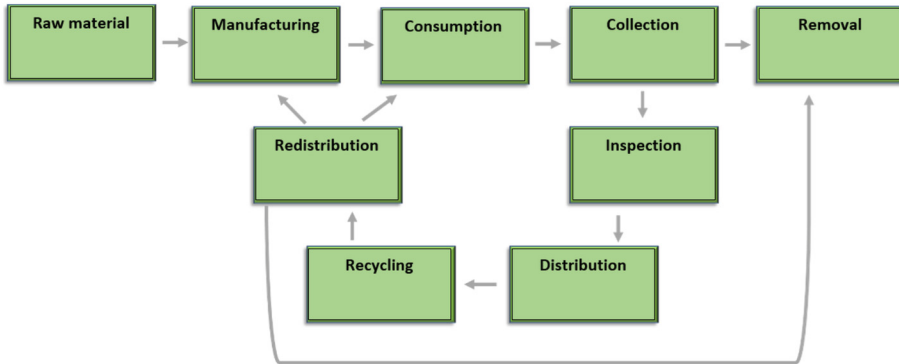 Raw material
Manufacturing
Consumption
Collection
Removal
Redistribution
Inspection
Recycling
Distribution